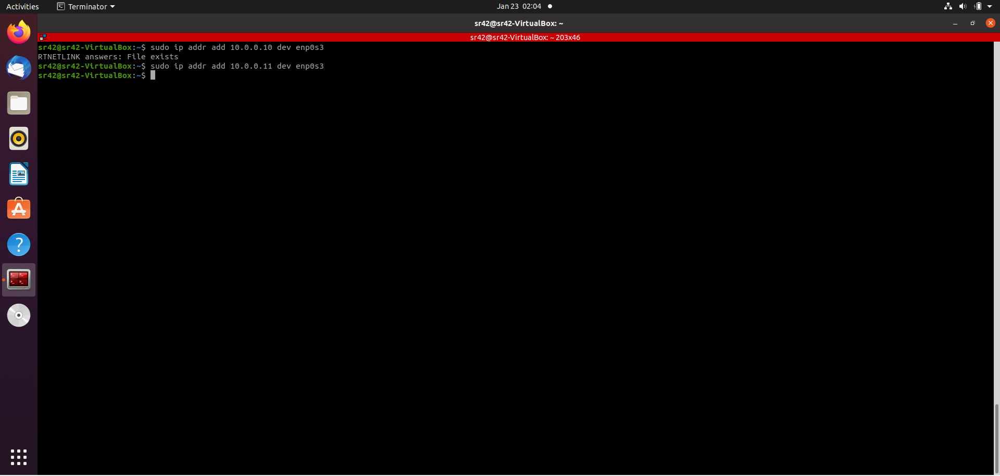 Activities
Terminator
Jan 23 02:04
sr42@sr42-VirtualBox: ~
sr42@sr42-VirtualBox: ~ 203x46
sr42@sr42-VirtualBox:~$ sudo ip addr add 10.0.0.10 dev enp0s3
RTNETLINK answers: File exists
sr42@sr42-VirtualBox:~$ sudo ip addr add 10.0.0.11 dev enp0s3
sr42@sr42-VirtualBox:~$